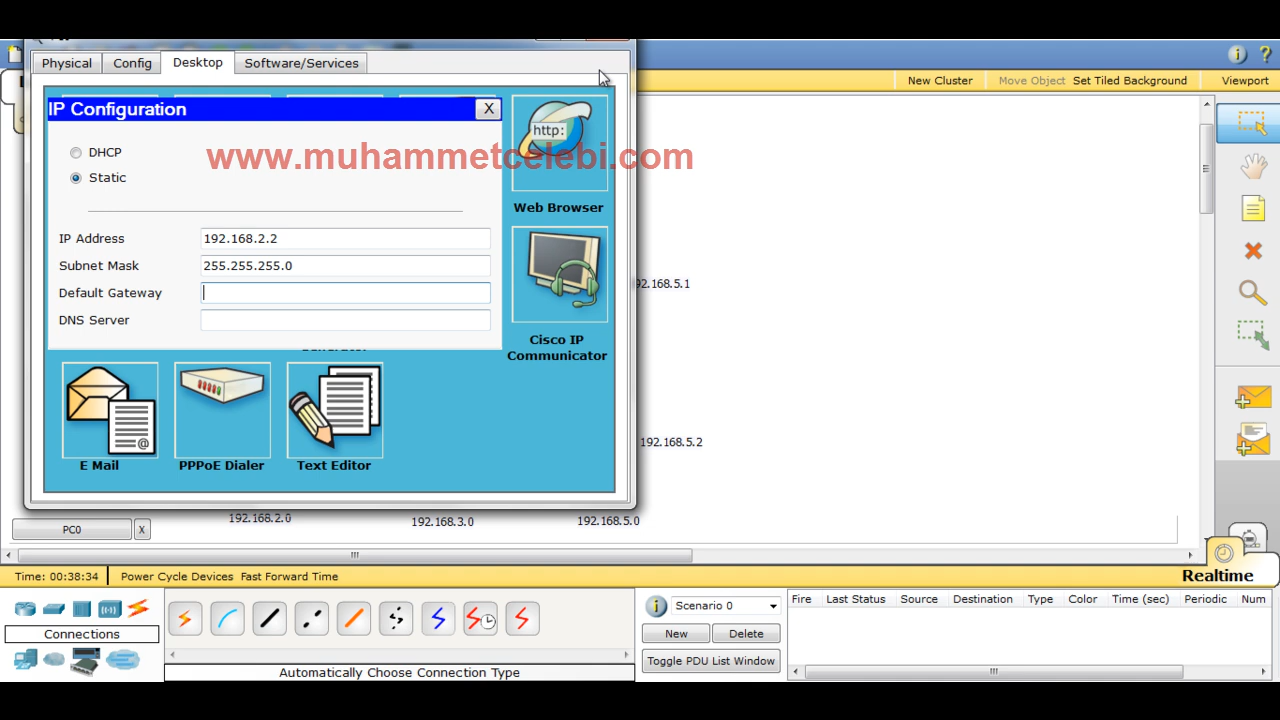 Physical
Config
Desktop
Software/Services
New Cluster
Move Object
Set Tiled Background
Viewport
IP Configuration
X
http:
DHCP
www.muhammetcelebi.com
Static
Web Browser
IP Address
192.168.2.2
Subnet Mask
255.255.255.0
Default Gateway
DNS Server
92.168.5.1
Cisco IP
Communicator
192.168.5.2
@
E Mail
PPPoE Dialer
Text Editor
192.168.2.0
192.168.3.0
192.168.5.0
PC0
X
Time: 00:38:34
Power Cycle Devices
Fast Forward Time
Realtime
Connections
Automatically Choose Connection Type
Scenario 0
New
Delete
Toggle PDU List Window
Fire
Last Status
Source
Destination
Type
Color
Time (sec)
Periodic
Num